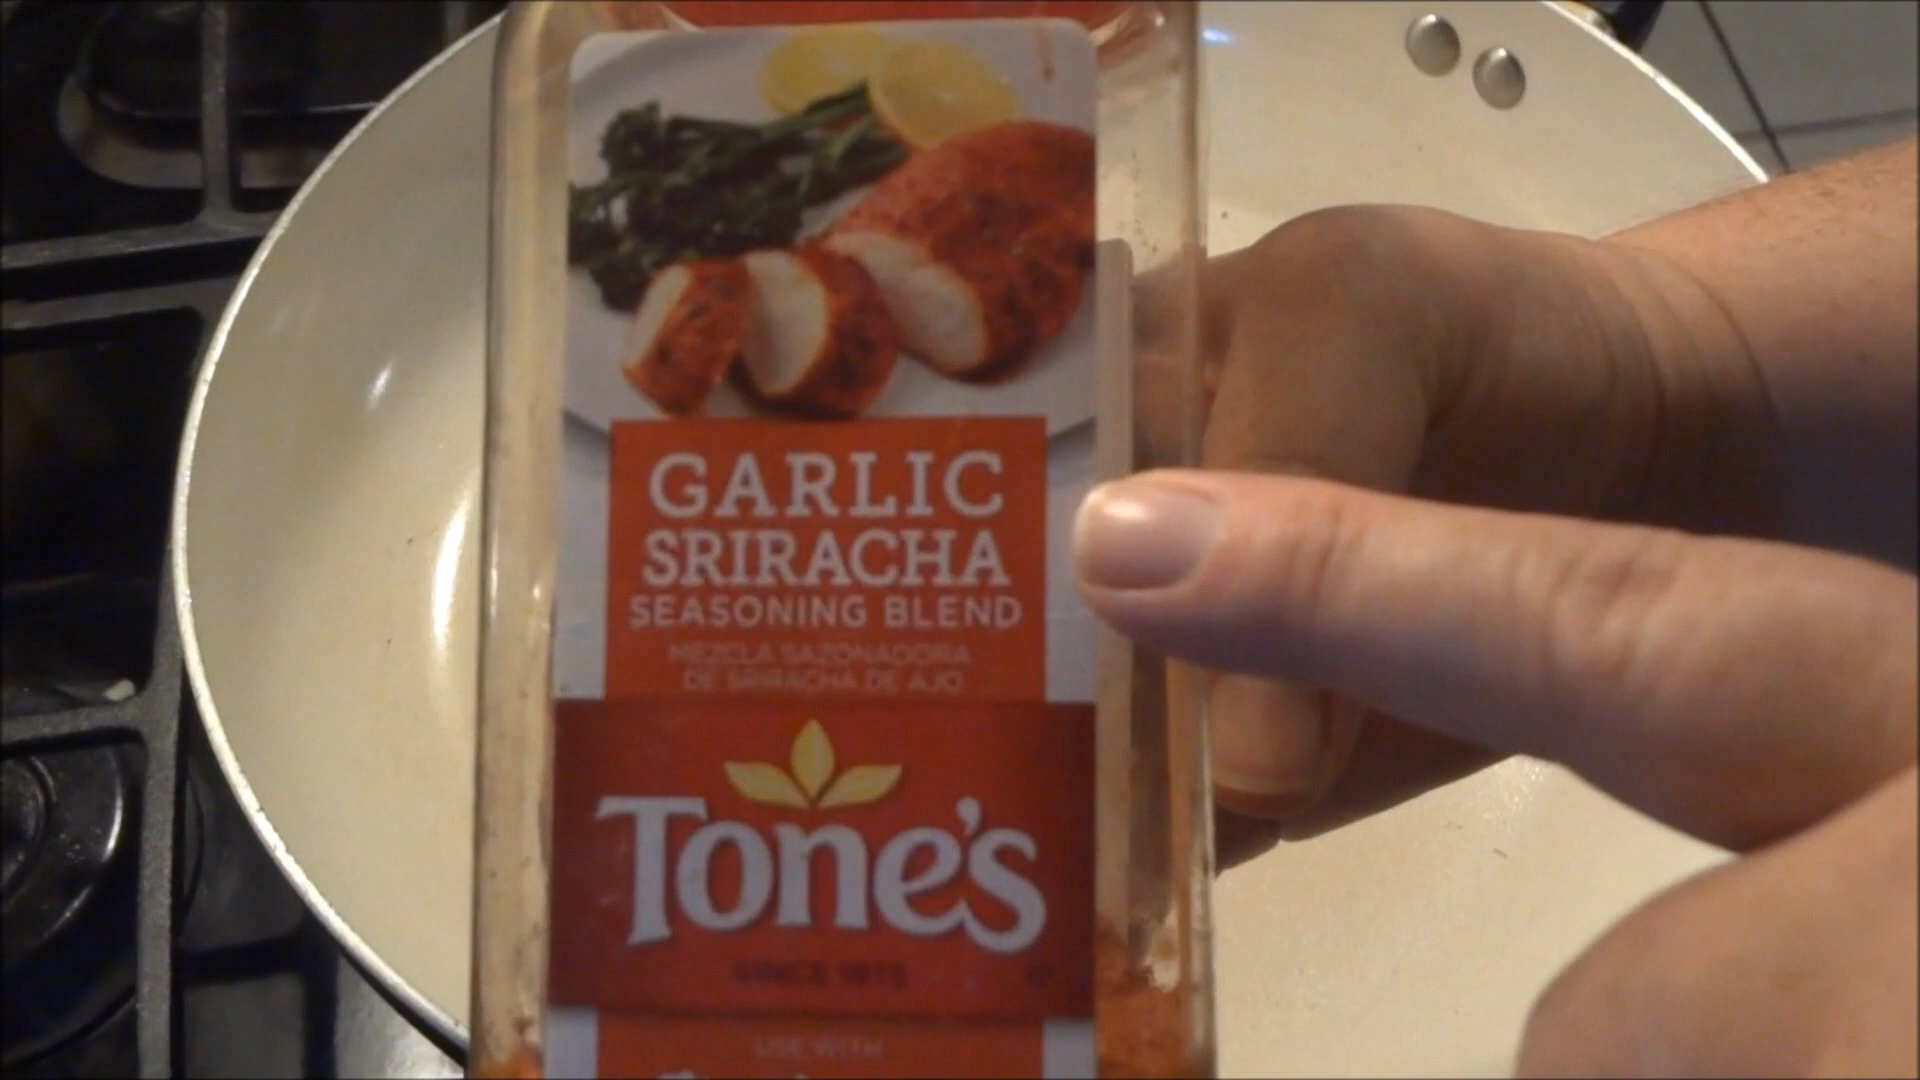 GARLIC
SRIRACHA
SEASONING BLEND
MEZCLA SAZONADORA
DE SRIRACHA DE AJO
Tone's
SINCE 1873
USE WITH